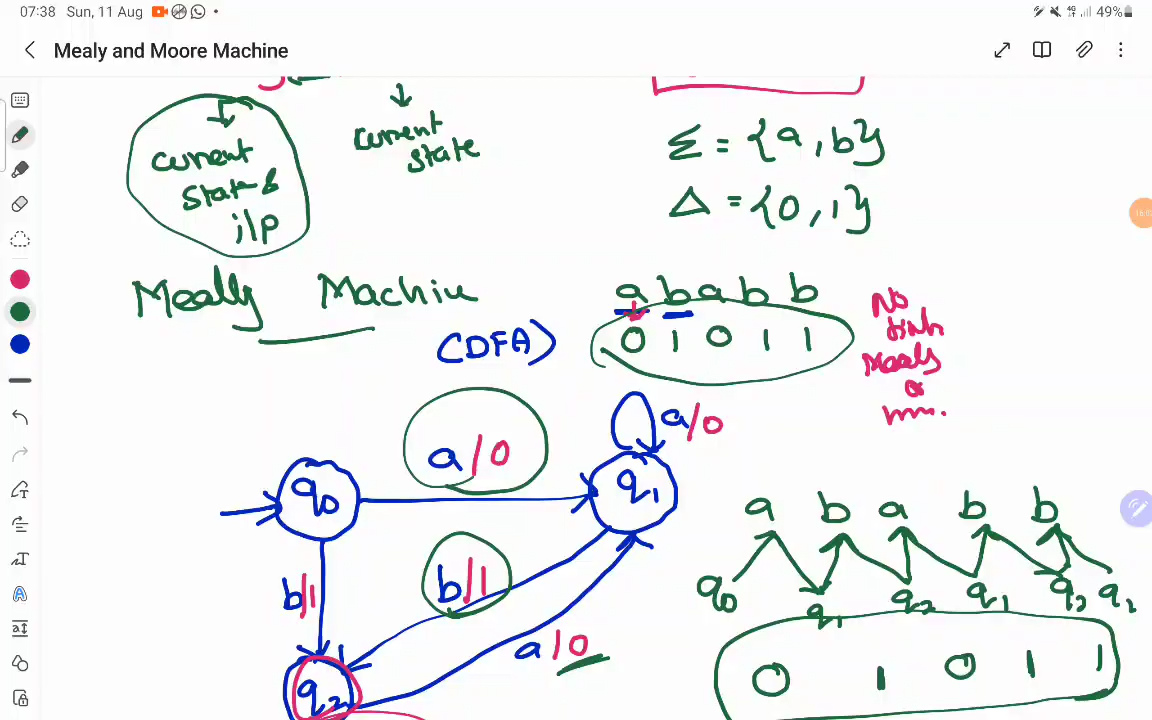 07:38 Sun, 11 Aug
49%
Mealy and Moore Machine
current
state &
i/p
current
state
Σ = {a, b}
Δ = {0, 1}
Meally Machine
(DFA)
a b a b b
0 1 0 1 1
No
Mealy
or
a/0
a/0
q0
q1
b/1
b/1
a/0
q2
a b a b b
q0 q1 q2 q1 q2 q2
0 1 0 1 1